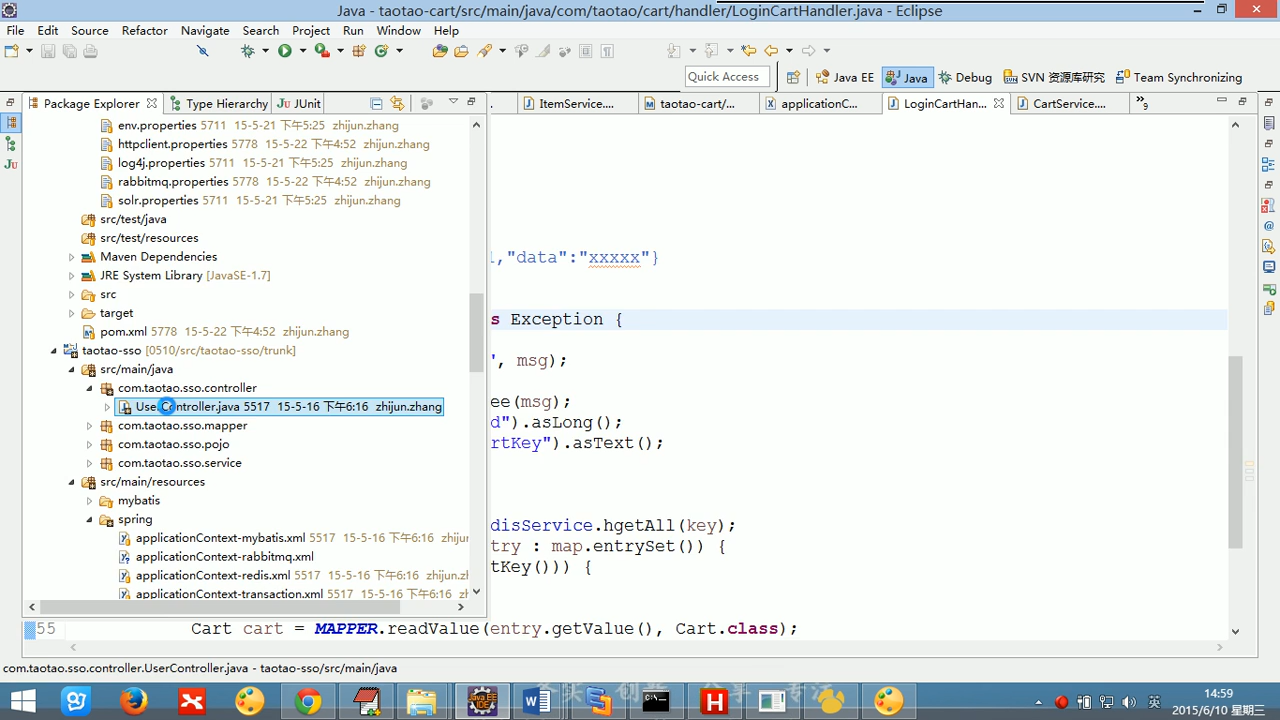 Java - taotao-cart/src/main/java/com/taotao/cart/handler/LoginCartHandler.java - Eclipse
File Edit Source Refactor Navigate Search Project Run Window Help
Quick Access Java EE Java Debug SVN 资源库研究 Team Synchronizing
Package Explorer Type Hierarchy JUnit ItemService.... taotao-cart/... applicationC... LoginCartHan... CartService.... »9
env.properties 5711 15-5-21 下午5:25 zhijun.zhang
httpclient.properties 5778 15-5-22 下午4:52 zhijun.zhang
log4j.properties 5711 15-5-21 下午5:25 zhijun.zhang
rabbitmq.properties 5778 15-5-22 下午4:52 zhijun.zhang
solr.properties 5711 15-5-21 下午5:25 zhijun.zhang
src/test/java
src/test/resources
Maven Dependencies
JRE System Library [JavaSE-1.7]
src
target
pom.xml 5778 15-5-22 下午4:52 zhijun.zhang
taotao-sso [0510/src/taotao-sso/trunk]
src/main/java
com.taotao.sso.controller
UserController.java 5517 15-5-16 下午6:16 zhijun.zhang
com.taotao.sso.mapper
com.taotao.sso.pojo
com.taotao.sso.service
src/main/resources
mybatis
spring
applicationContext-mybatis.xml 5517 15-5-16 下午6:16 zhijur
applicationContext-rabbitmq.xml
applicationContext-redis.xml 5517 15-5-16 下午6:16 zhijun.z
applicationContext-transaction.xml 5517 15-5-16 下午6:16 z
l,"data":"xxxxx"}
s Exception {
", msg);
ee(msg);
d").asLong();
rtKey").asText();
disService.hgetAll(key);
try : map.entrySet()) {
tKey())) {
55 Cart cart = MAPPER.readValue(entry.getValue(), Cart.class);
com.taotao.sso.controller.UserController.java - taotao-sso/src/main/java
英 14:59
2015/6/10 星期三